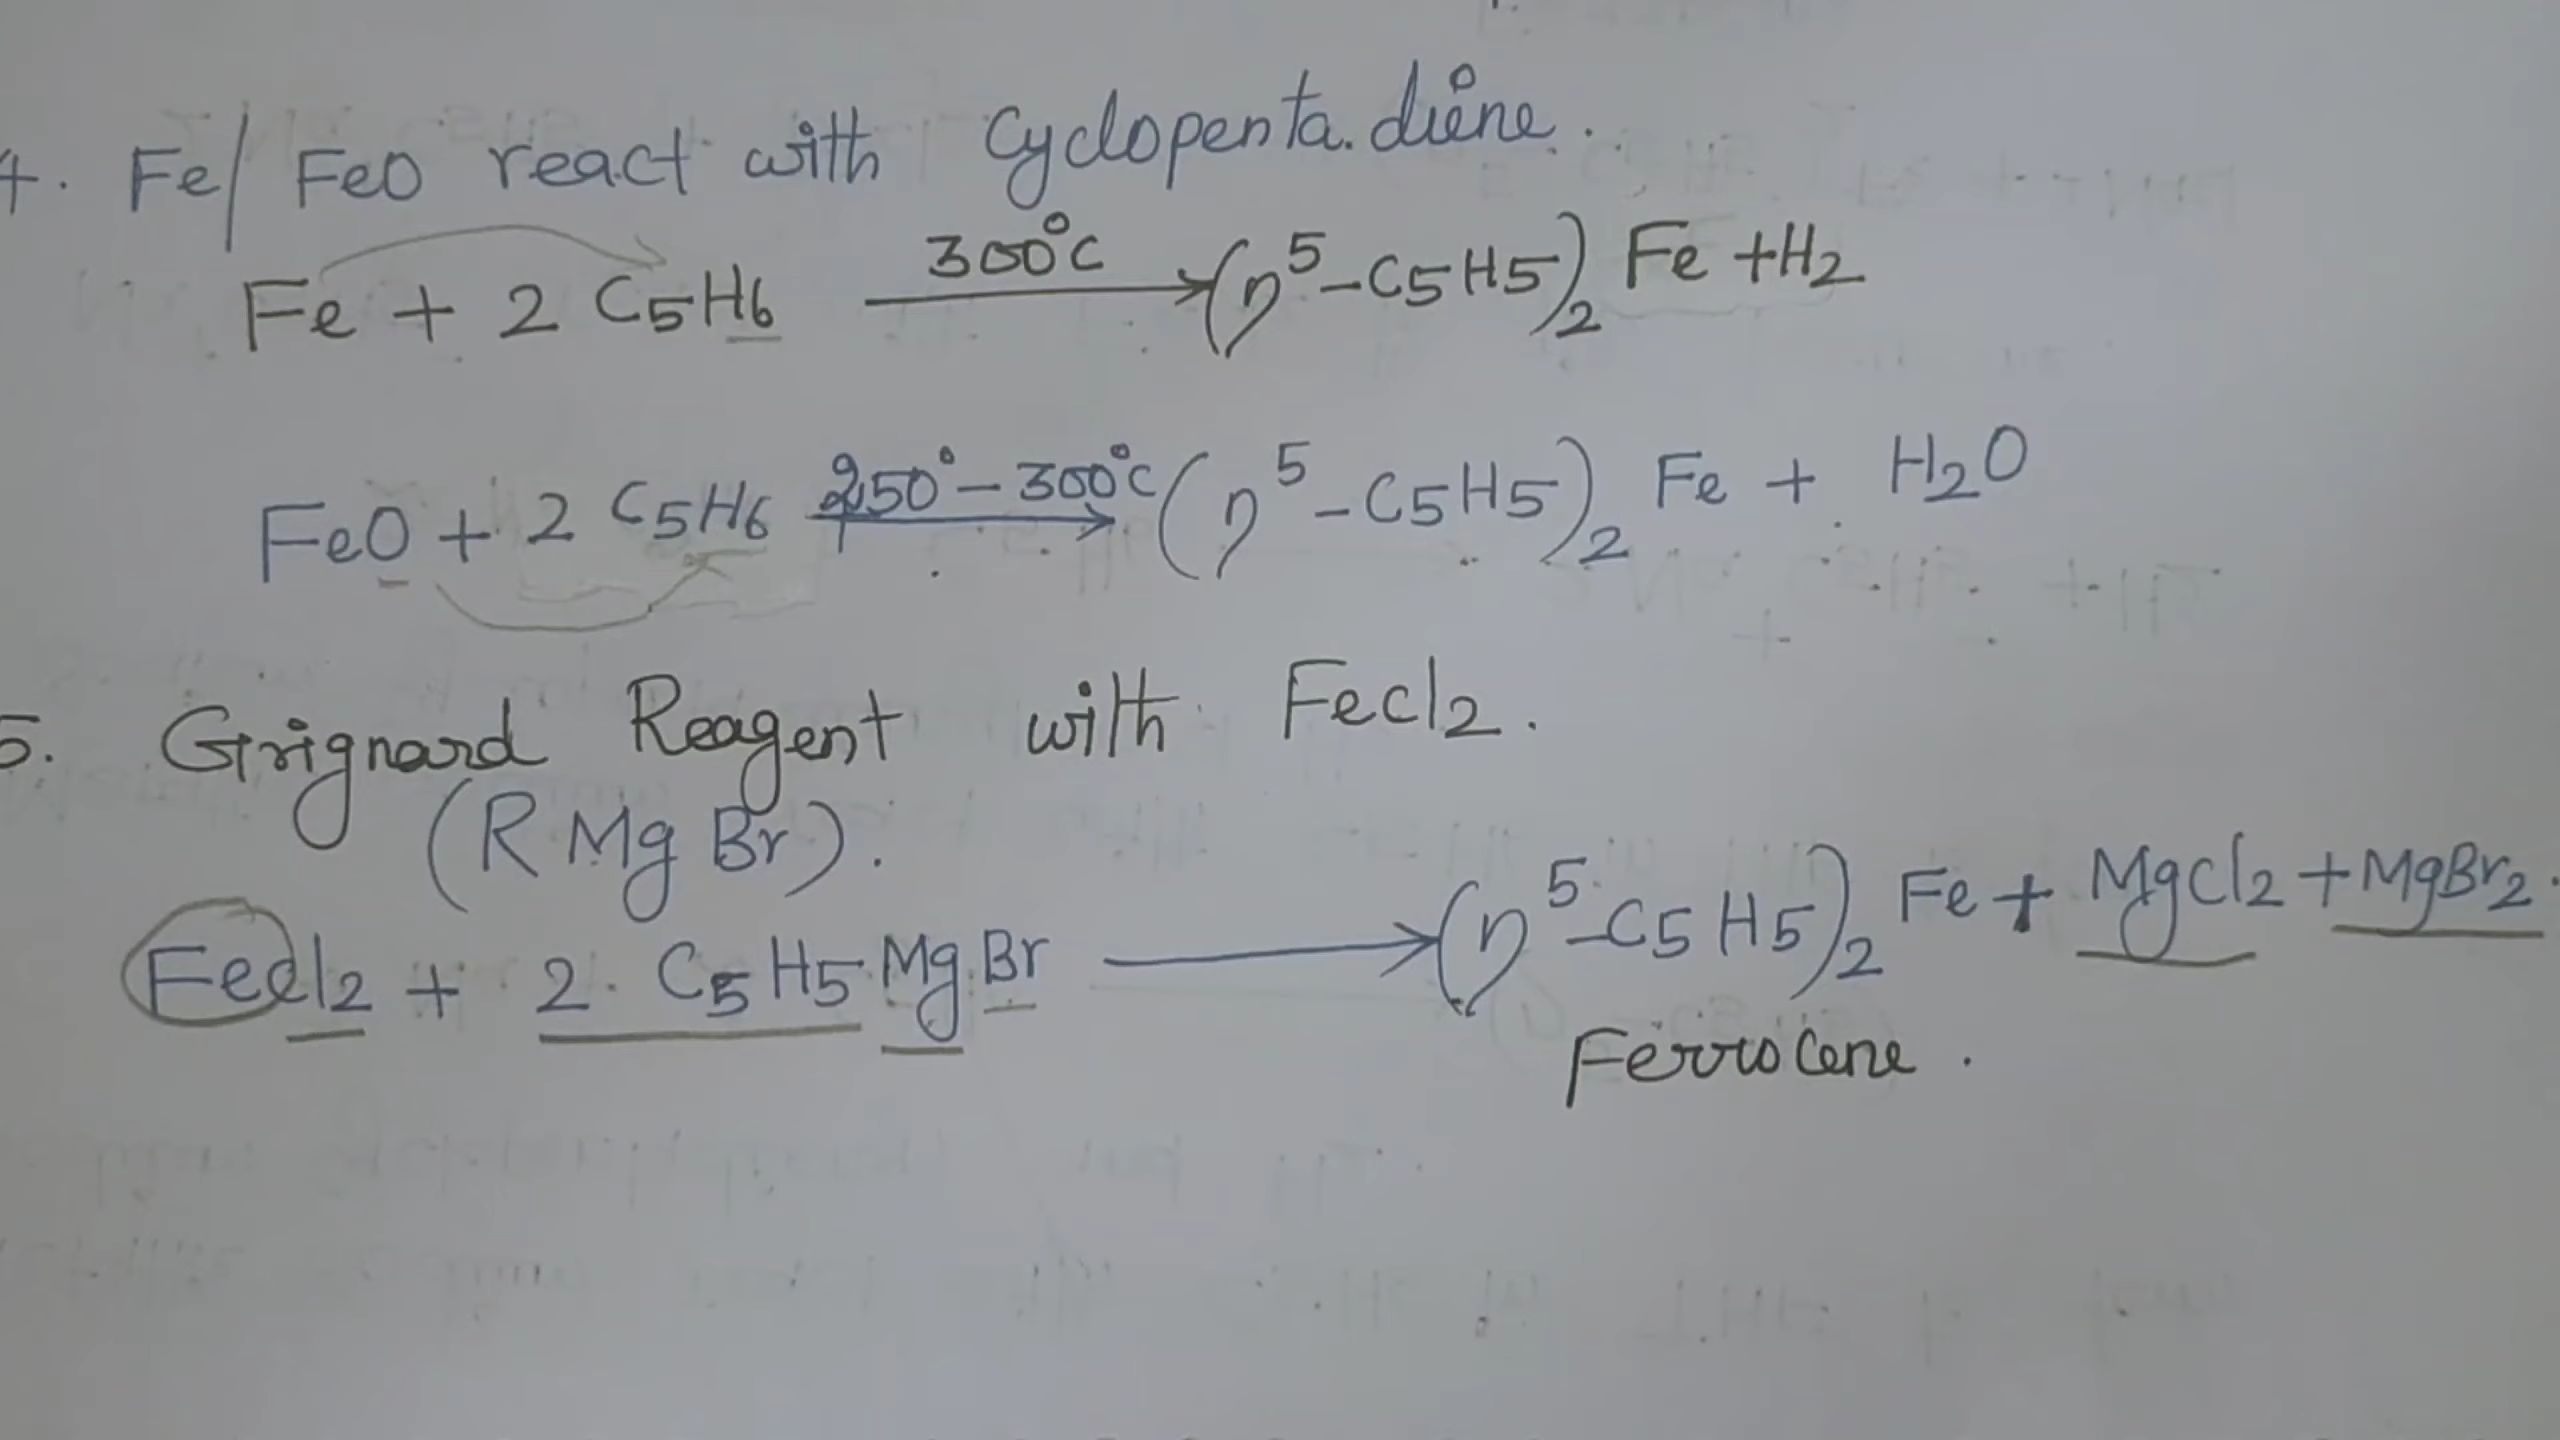 4. Fe/ FeO react with Cyclopenta.diene.
Fe + 2 C5H6 300°C → (η5-C5H5)2 Fe + H2
FeO + 2 C5H6 250°-300°C → (η5-C5H5)2 Fe + H2O
5. Grignard Reagent with Fecl2.
(R Mg Br).
Fecl2 + 2 C5H5 Mg Br → (η5-C5H5)2 Fe + MgCl2 + MgBr2.
Ferrocene.